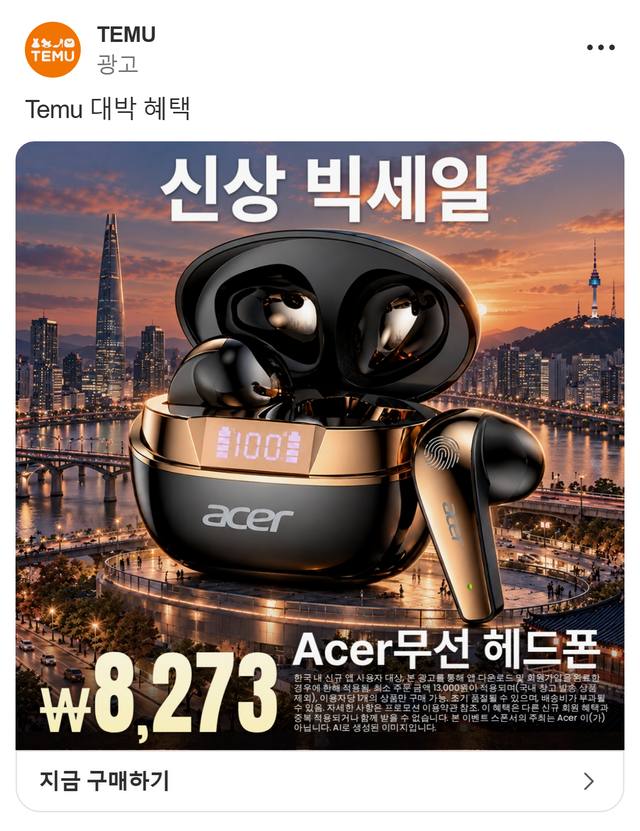 TEMU
TEMU
광고
Temu 대박 혜택
신상 빅세일
100
acer
acer
Acer무선 헤드폰
₩8,273
한국 내 신규 앱 사용자 대상, 본 광고를 통해 앱 다운로드 및 회원가입을 완료한
경우에 한해 적용됨. 최소 주문 금액 13,000원이 적용되며(국내 창고 발송 상품
제외), 이용자당 1개의 상품만 구매 가능. 조기 품절될 수 있으며, 배송비가 부과될
수 있음. 자세한 사항은 프로모션 이용약관 참조. 이 혜택은 다른 신규 회원 혜택과
중복 적용되거나 함께 받을 수 없습니다. 본 이벤트 스폰서의 주최는 Acer 이(가)
아닙니다. AI로 생성된 이미지입니다.
지금 구매하기